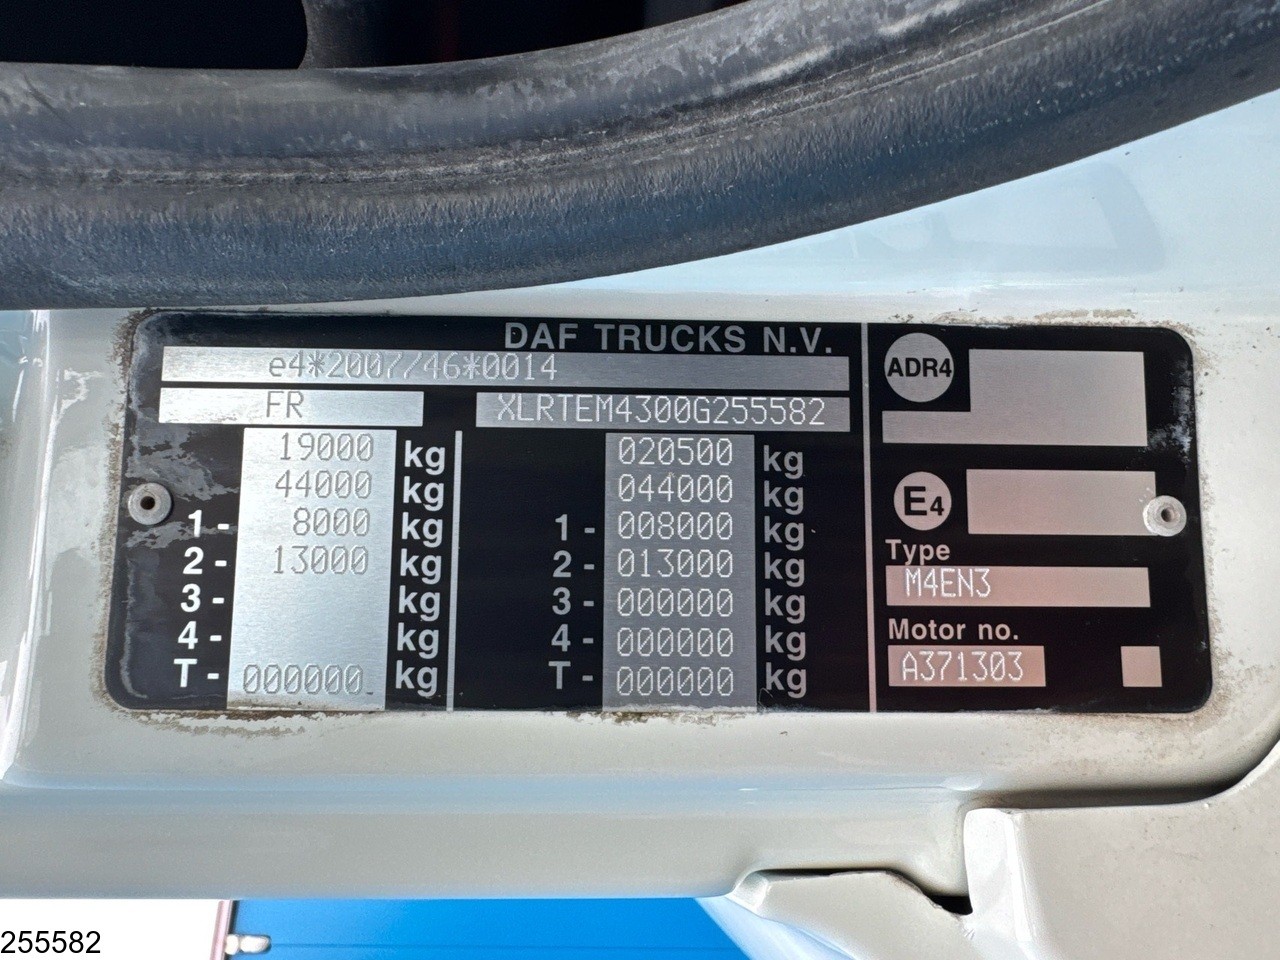 DAF TRUCKS N.V.
e4*2007/46*0014
FR XLRTEM4300G255582
19000 kg 020500 kg
44000 kg 044000 kg
1- 8000 kg 1- 008000 kg
2- 13000 kg 2- 013000 kg
3- kg 3- 000000 kg
4- kg 4- 000000 kg
T- 000000 kg T- 000000 kg
ADR4
E4
Type
M4EN3
Motor no.
A371303
255582